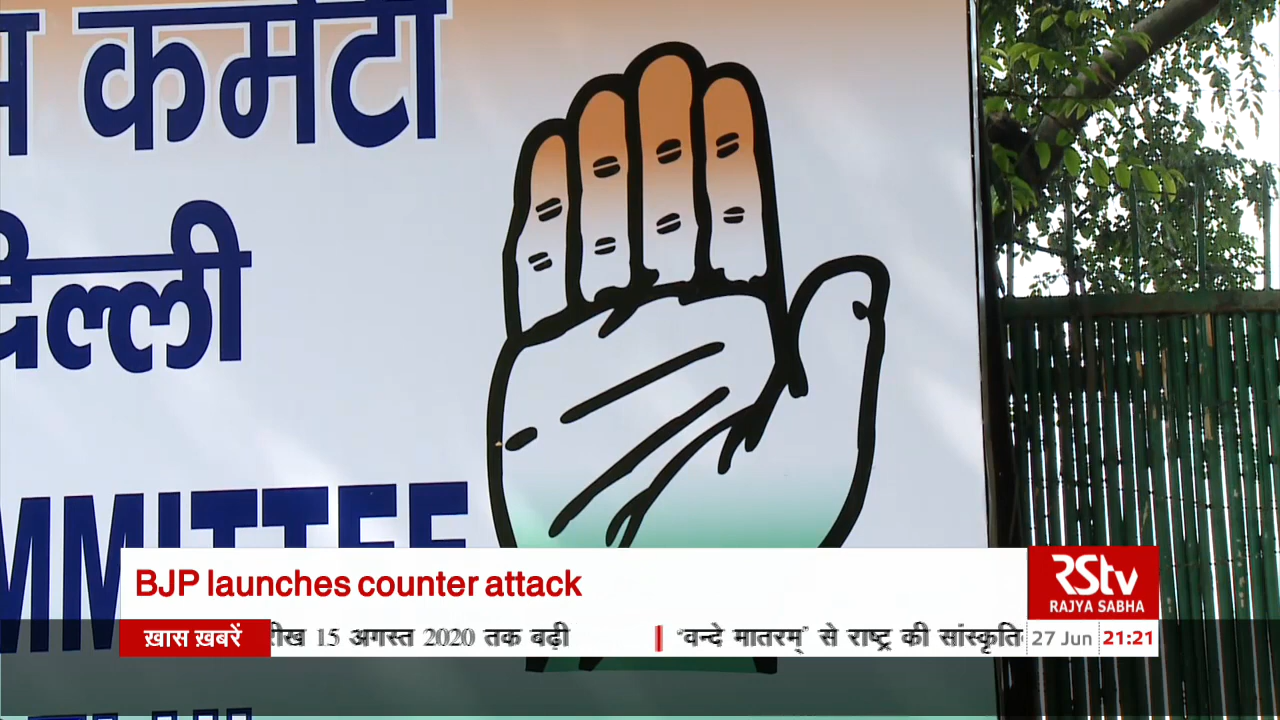 कमेटी
दिल्ली
MMITTEE
BJP launches counter attack
RStv
RAJYA SABHA
ख़ास ख़बरें
रीख 15 अगस्त 2020 तक बढ़ी
'वन्दे मातरम्' से राष्ट्र की सांस्कृति
27 Jun
21:21